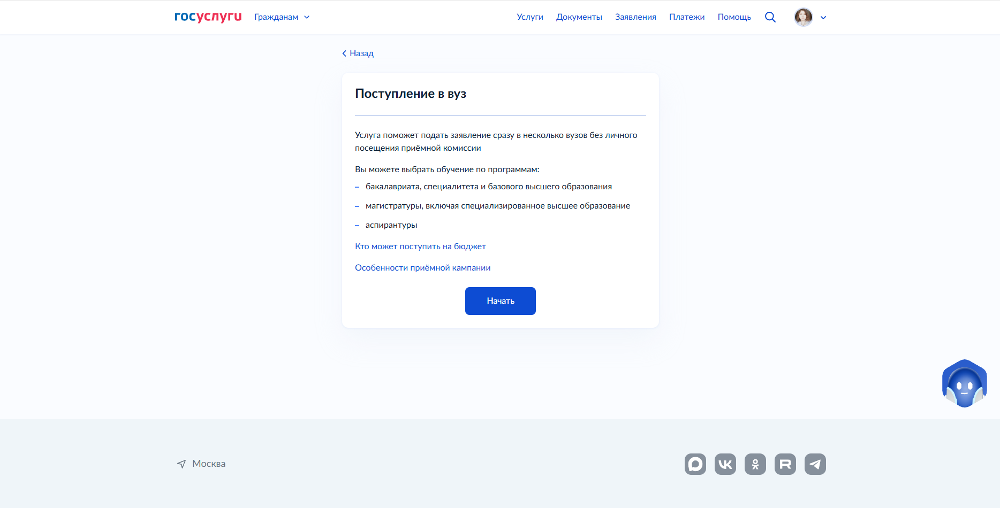 госуслуги
Гражданам
Услуги
Документы
Заявления
Платежи
Помощь
Назад
Поступление в вуз
Услуга поможет подать заявление сразу в несколько вузов без личного
посещения приёмной комиссии
Вы можете выбрать обучение по программам:
– бакалавриата, специалитета и базового высшего образования
– магистратуры, включая специализированное высшее образование
– аспирантуры
Кто может поступить на бюджет
Особенности приёмной кампании
Начать
Москва